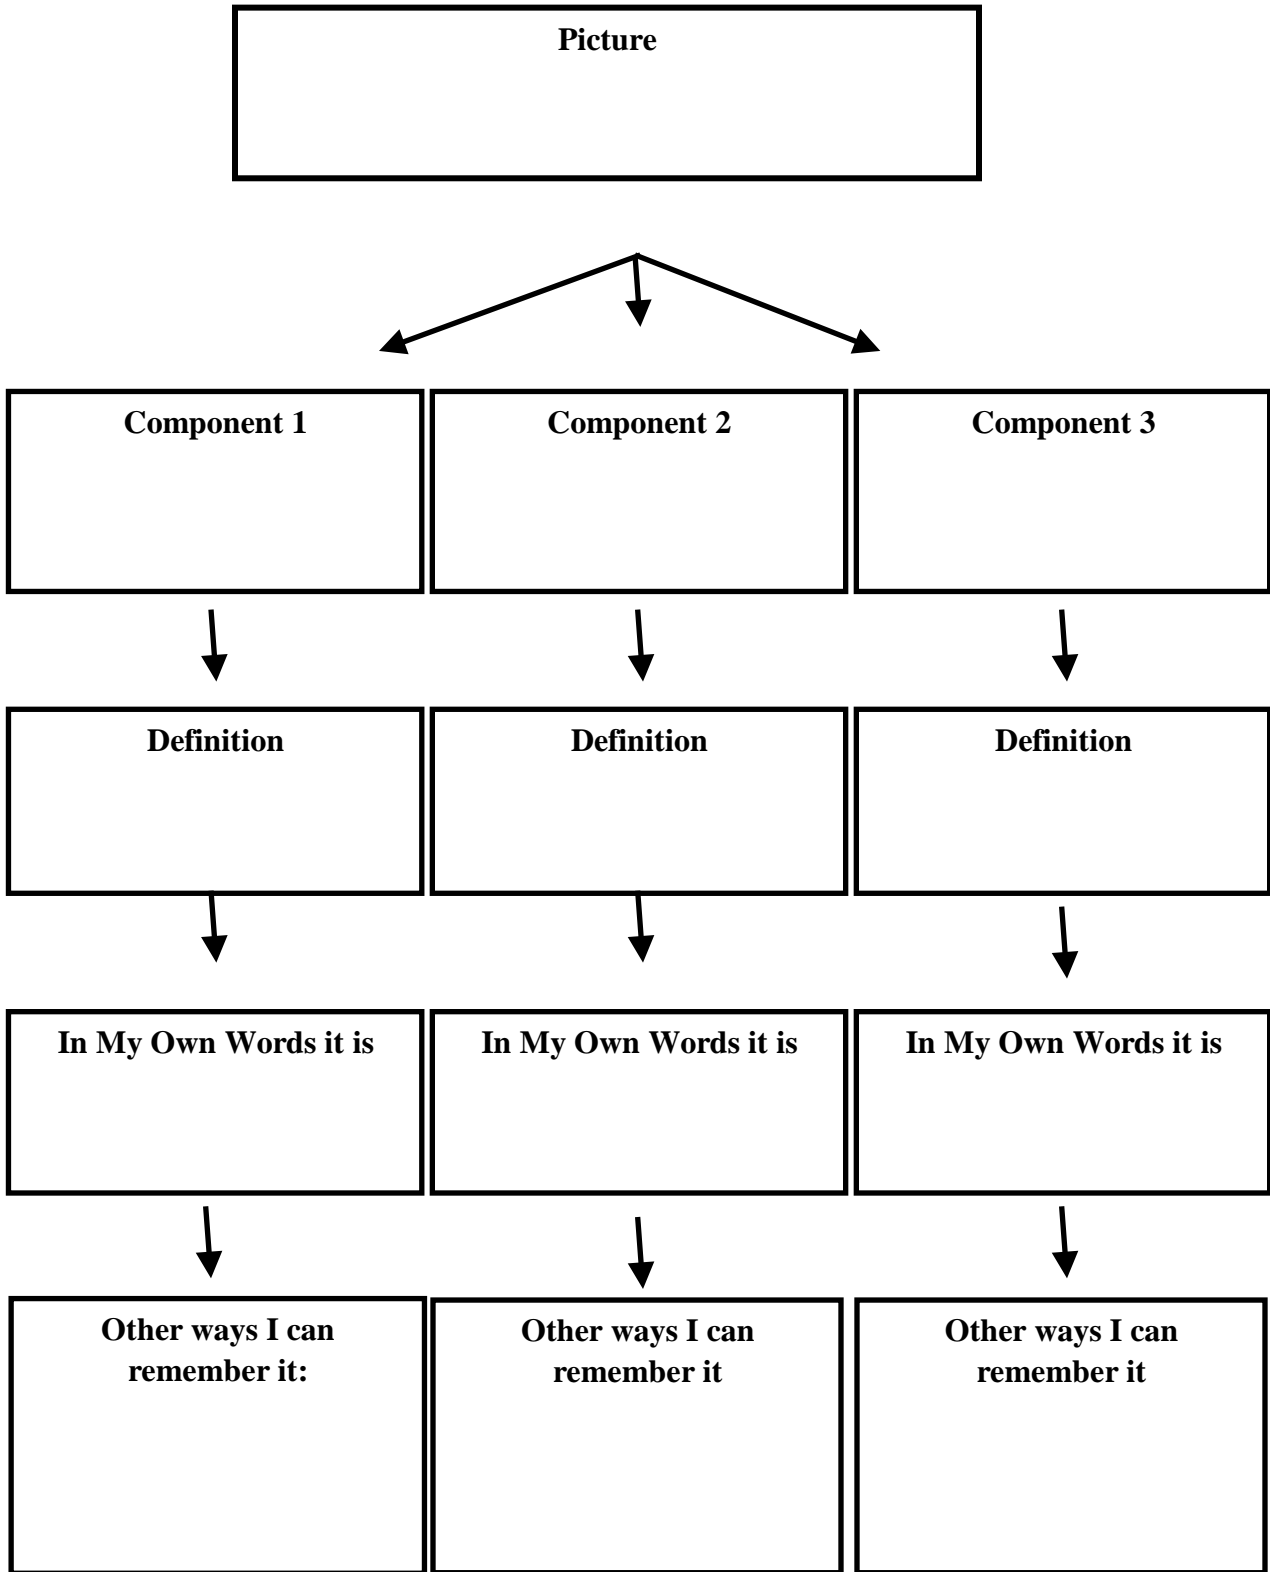 Picture
Component 1
Component 2
Component 3
Definition
Definition
Definition
In My Own Words it is
In My Own Words it is
In My Own Words it is
Other ways I can
remember it:
Other ways I can
remember it
Other ways I can
remember it